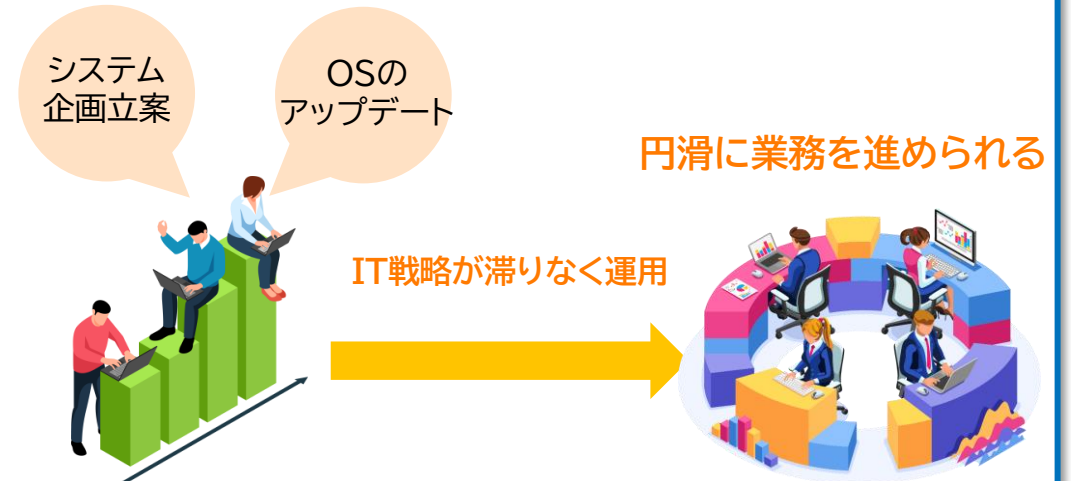 システム
企画立案
OSの
アップデート
円滑に業務を進められる
IT戦略が滞りなく運用